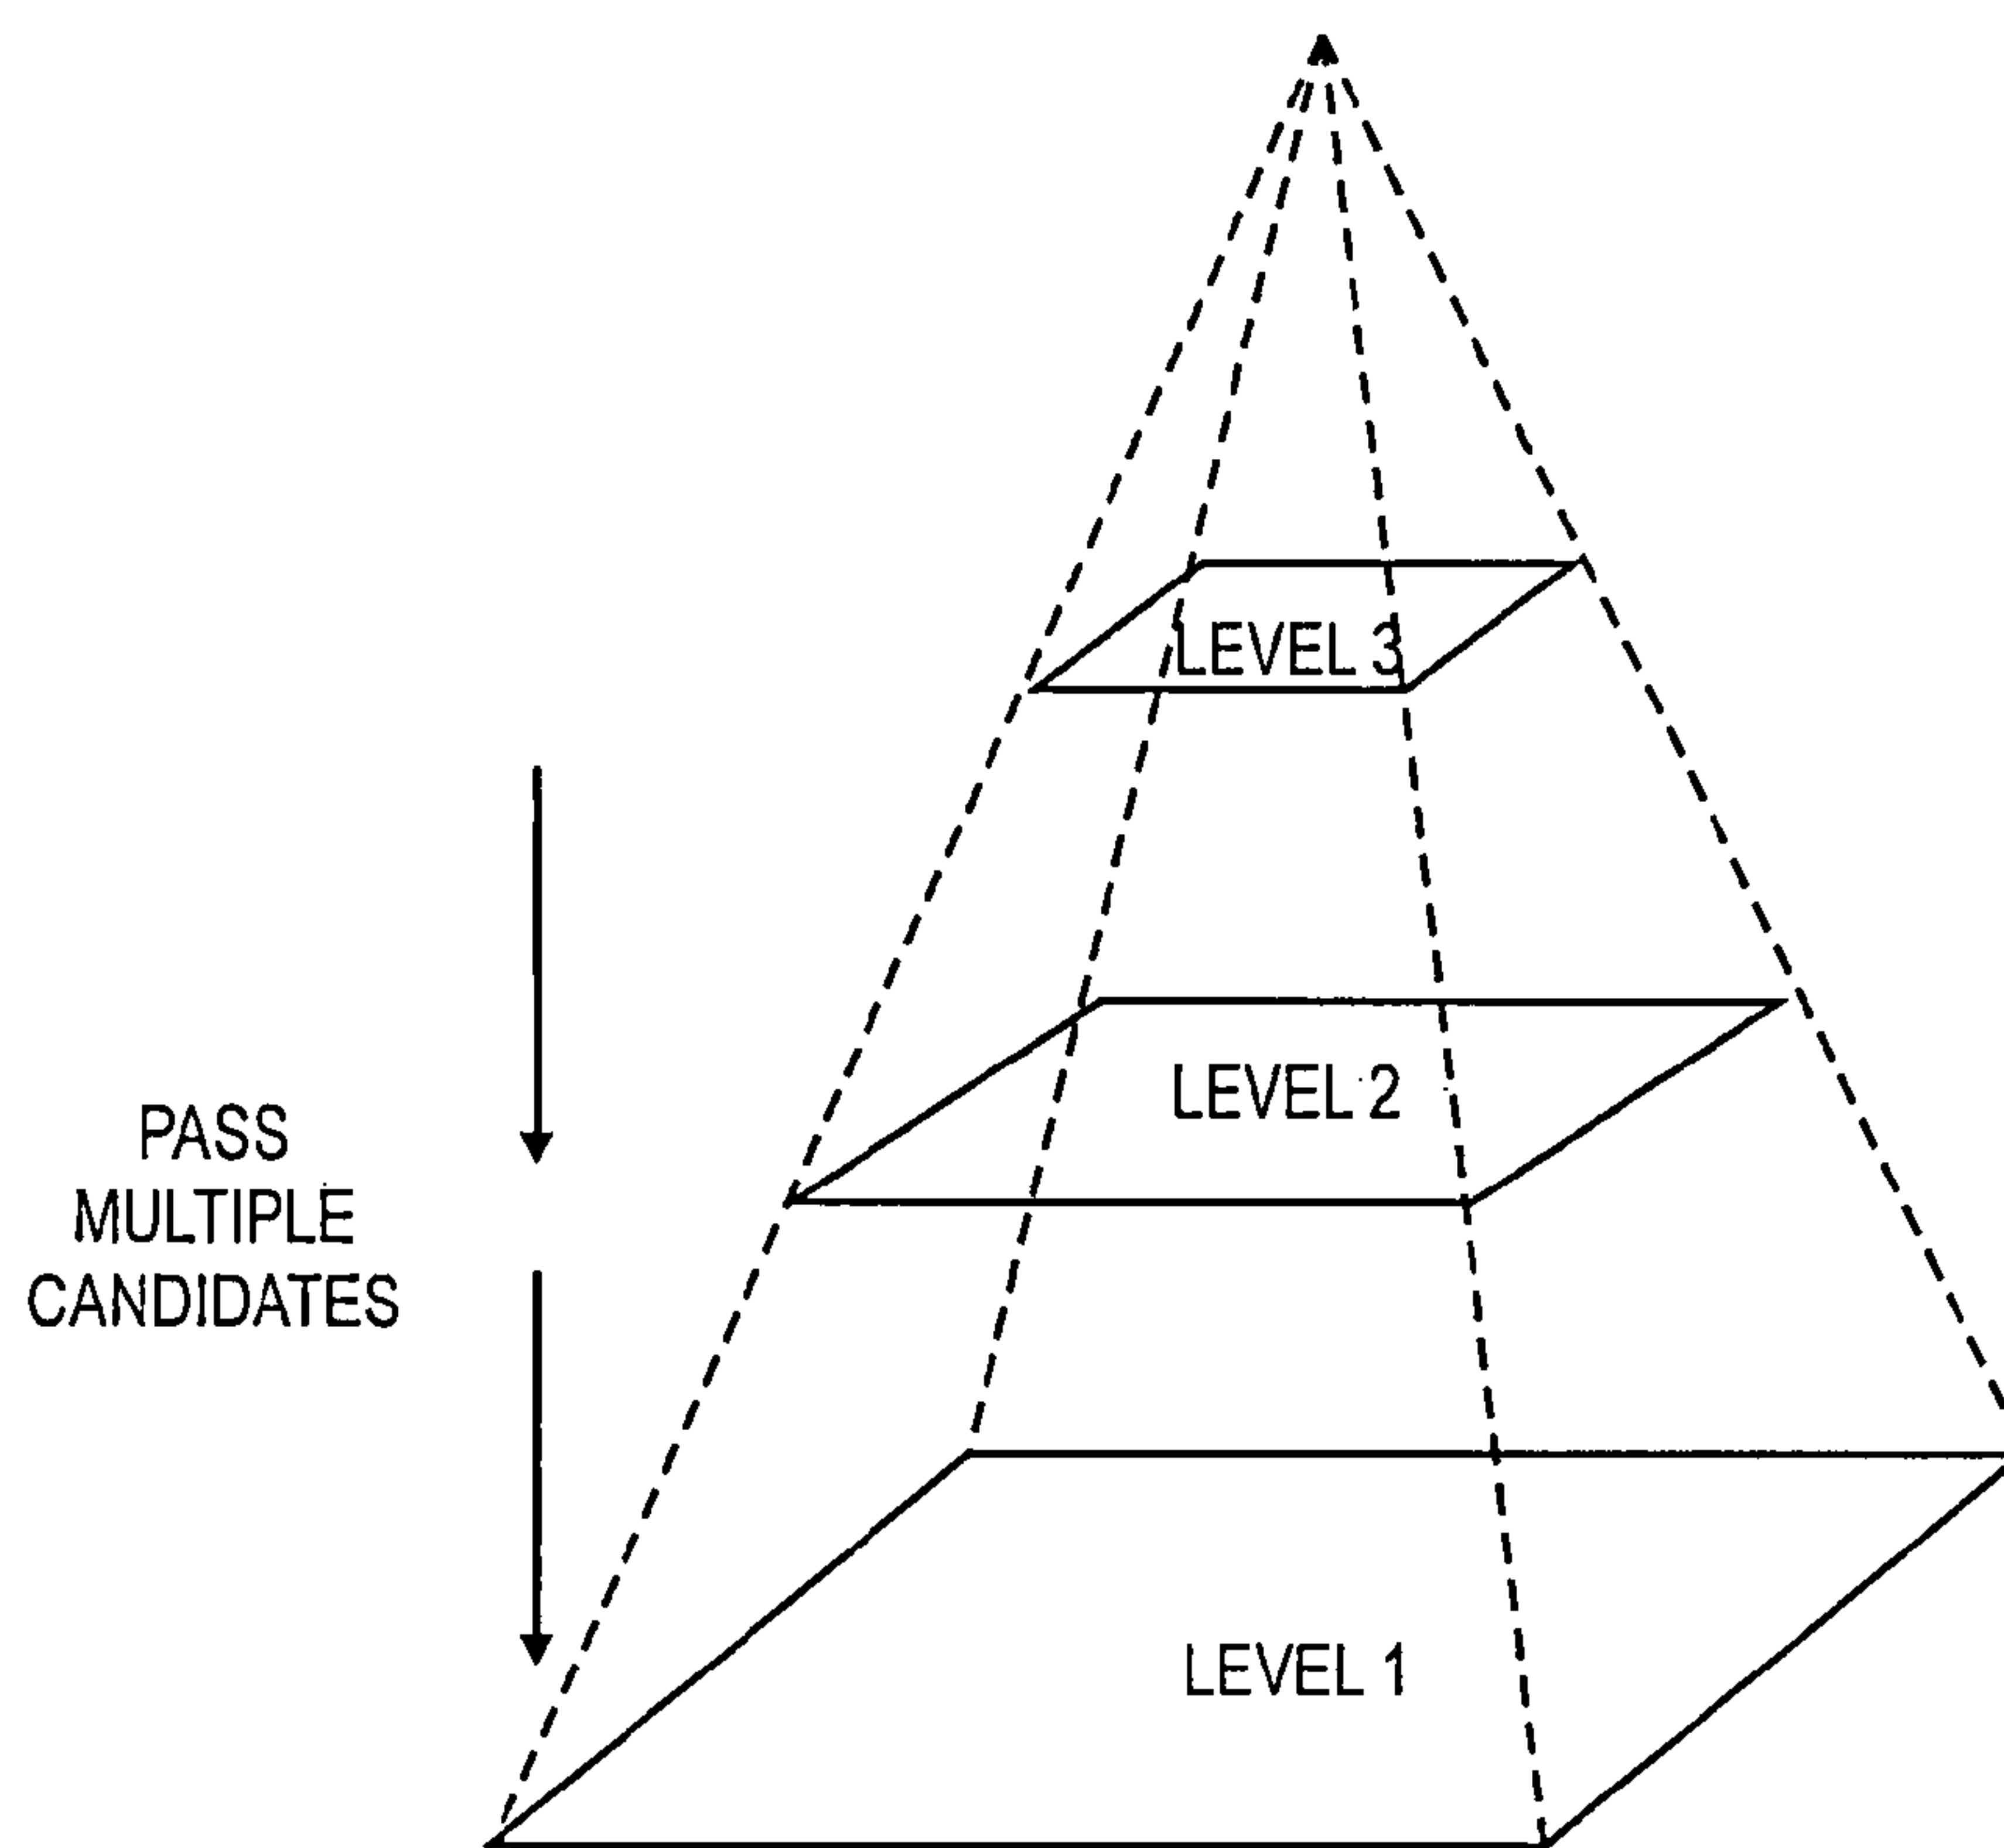 LEVEL 3
LEVEL 2
PASS
MULTIPLE
CANDIDATES
LEVEL 1